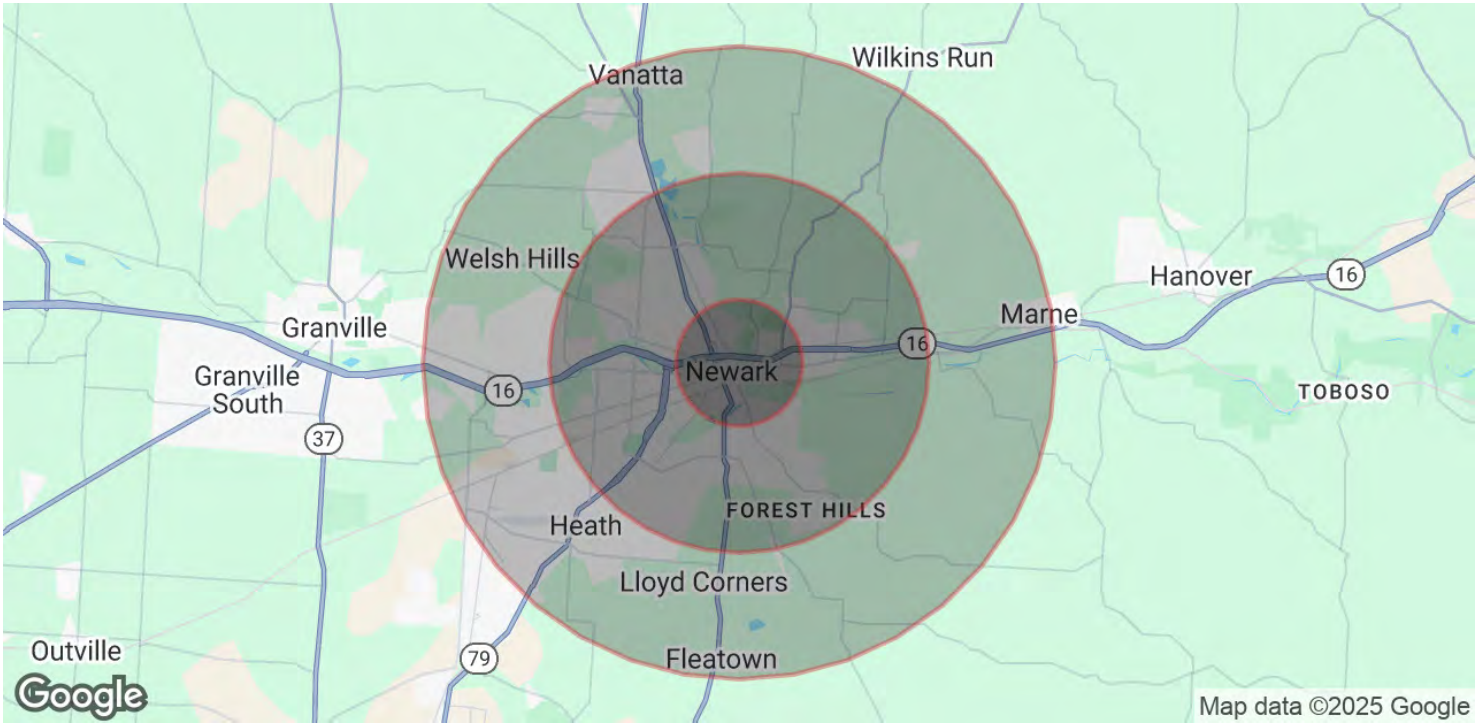 Wilkins Run
Vanatta
Welsh Hills
Hanover
16
Marne
Granville
16
Newark
Granville
South
16
TOBOSO
37
FOREST HILLS
Heath
Lloyd Corners
Outville
79
Fleatown
Google
Map data ©2025 Google